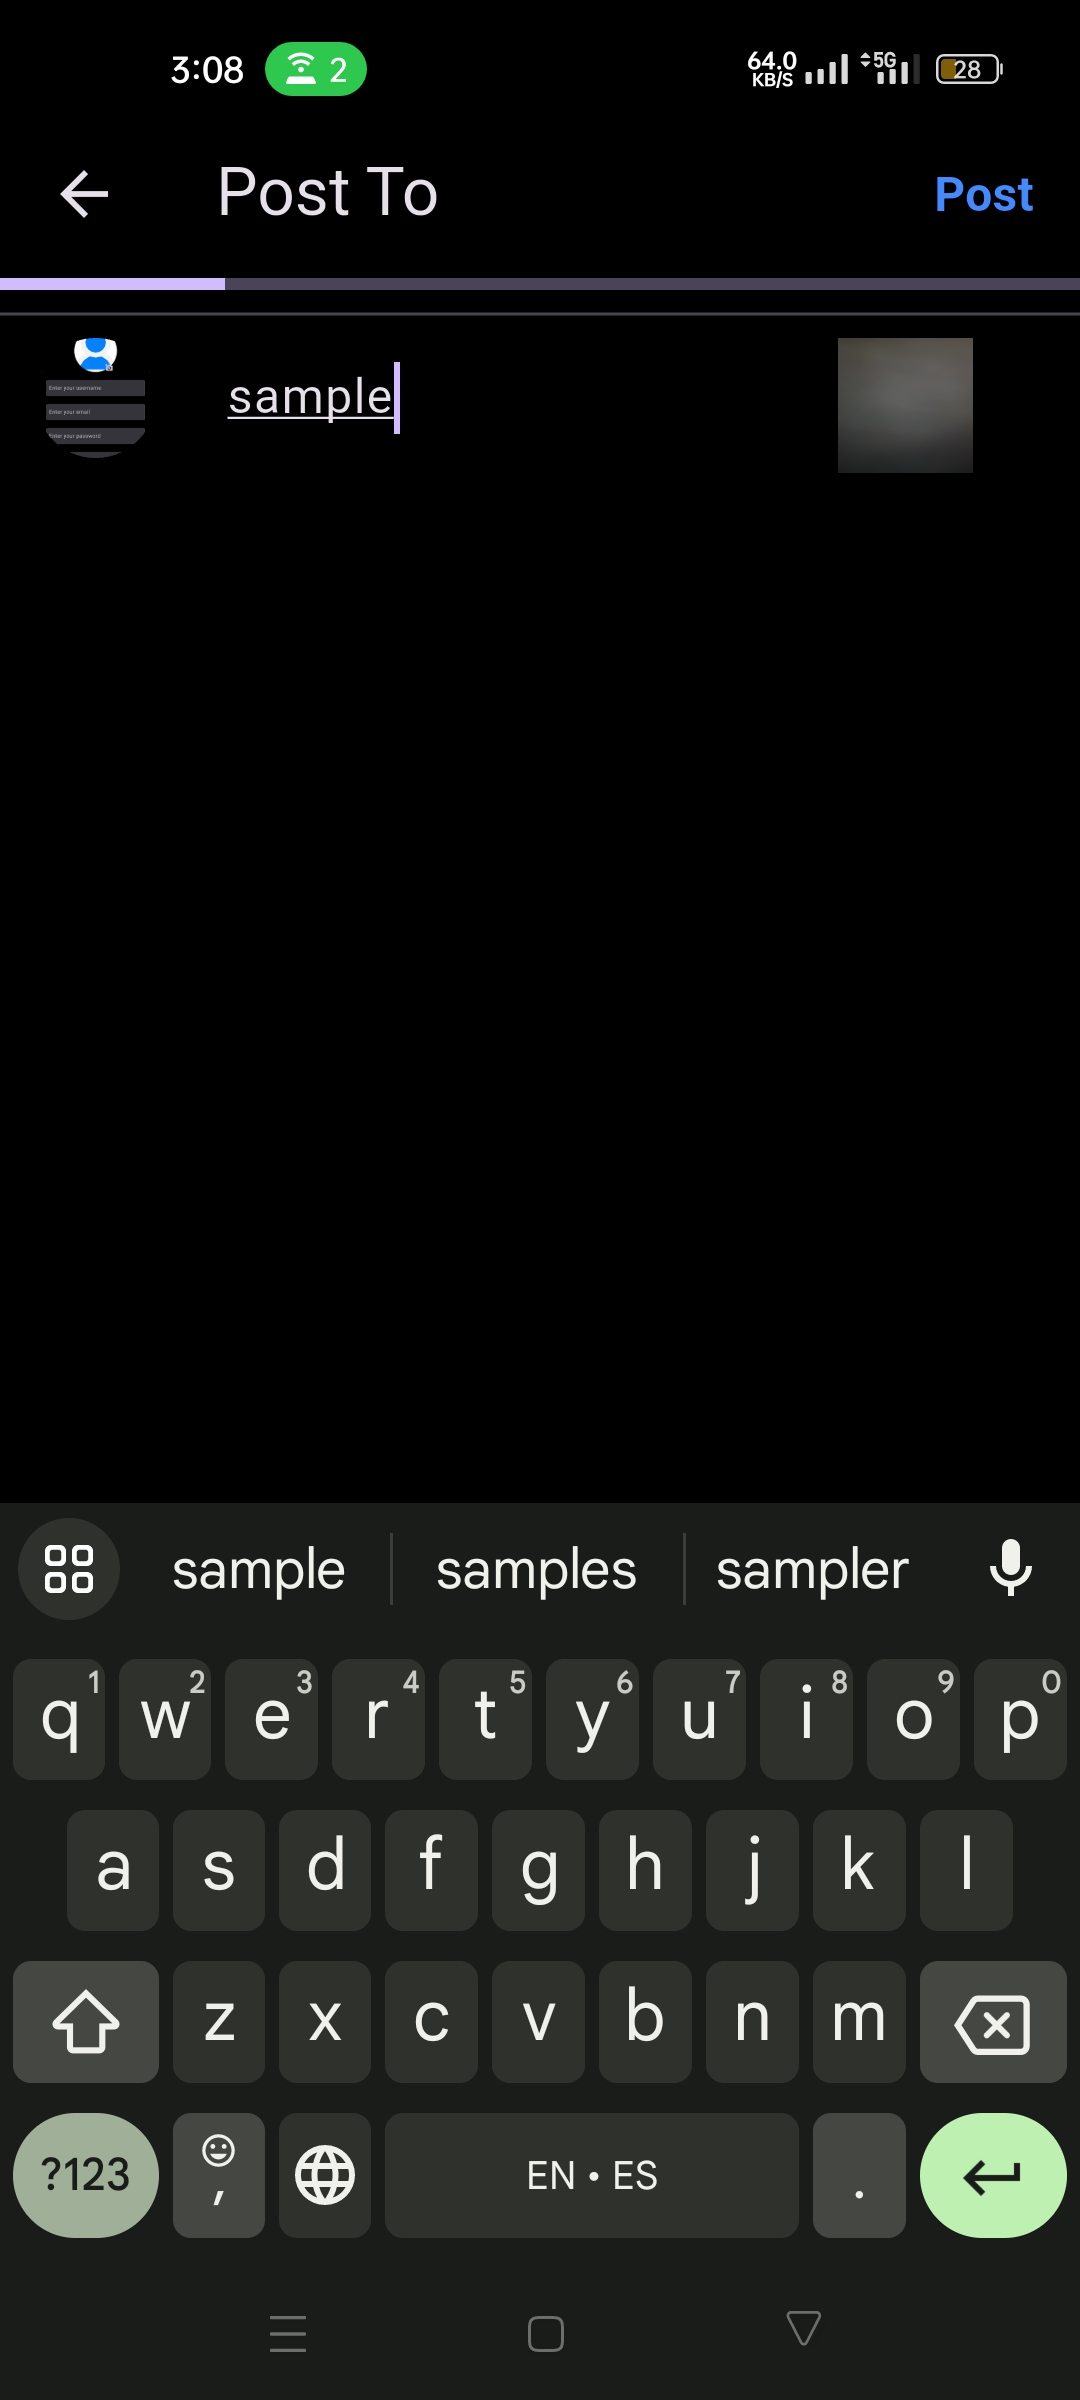 3:08 2 64.0 KB/S 5G 28
Post To Post
Enter your username
Enter your email
Enter your password
sample
sample samples sampler
q1 w2 e3 r4 t5 y6 u7 i8 o9 p0
a s d f g h j k l
z x c v b n m
?123 , EN • ES .